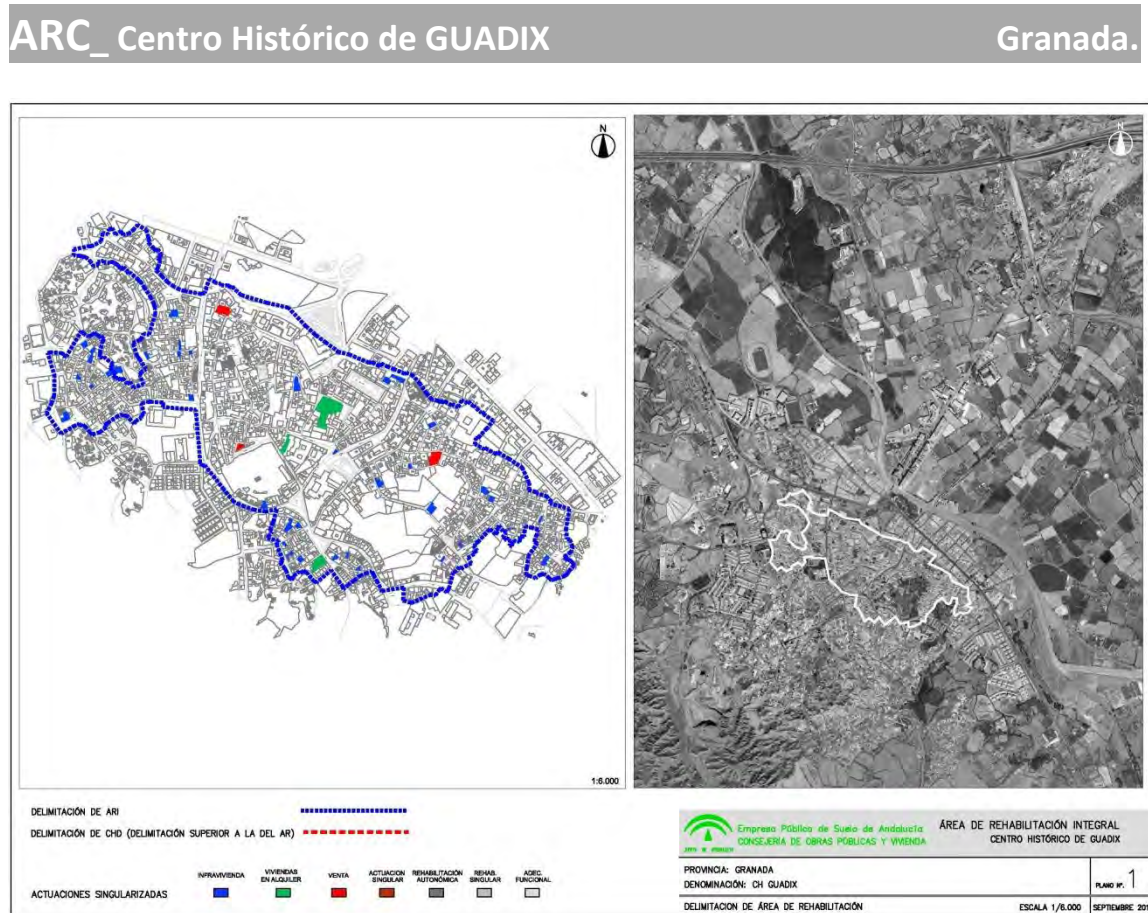 ARC_ Centro Histórico de GUADIX Granada.
N
N
1:6.000
DELIMITACIÓN DE ARI
DELIMITACIÓN DE CHD (DELIMITACIÓN SUPERIOR A LA DEL AR)
INFRAVIVIENDA VIVIENDAS EN ALQUILER VENTA ACTUACION SINGULAR REHABILITACIÓN AUTONÓMICA REHAB. SINGULAR ADEC. FUNCIONAL
ACTUACIONES SINGULARIZADAS
Empresa Pública de Suelo de Andalucía
CONSEJERIA DE OBRAS PÚBLICAS Y VIVIENDA
ÁREA DE REHABILITACIÓN INTEGRAL
CENTRO HISTÓRICO DE GUADIX
PROVINCIA: GRANADA
DENOMINACIÓN: CH GUADIX
PLANO Nº. 1
DELIMITACION DE ÁREA DE REHABILITACIÓN ESCALA 1/6.000 SEPTIEMBRE 201